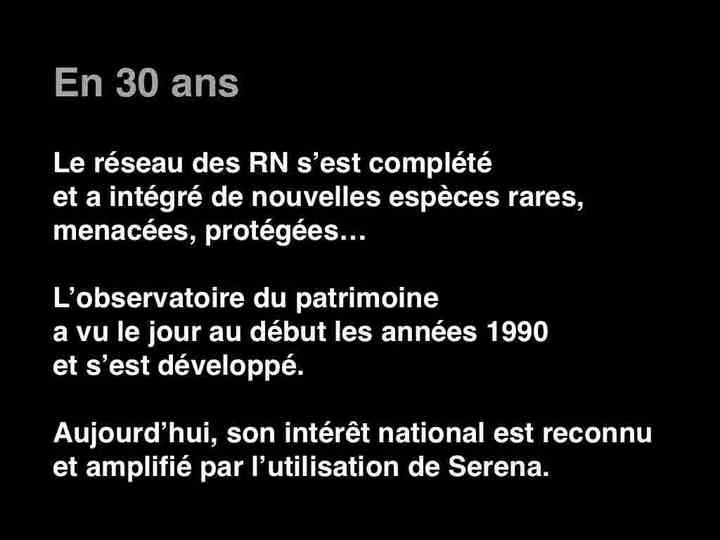 En 30 ans
Le réseau des RN s’est complété
et a intégré de nouvelles espèces rares,
menacées, protégées…
L’observatoire du patrimoine
a vu le jour au début les années 1990
et s’est développé.
Aujourd’hui, son intérêt national est reconnu
et amplifié par l’utilisation de Serena.